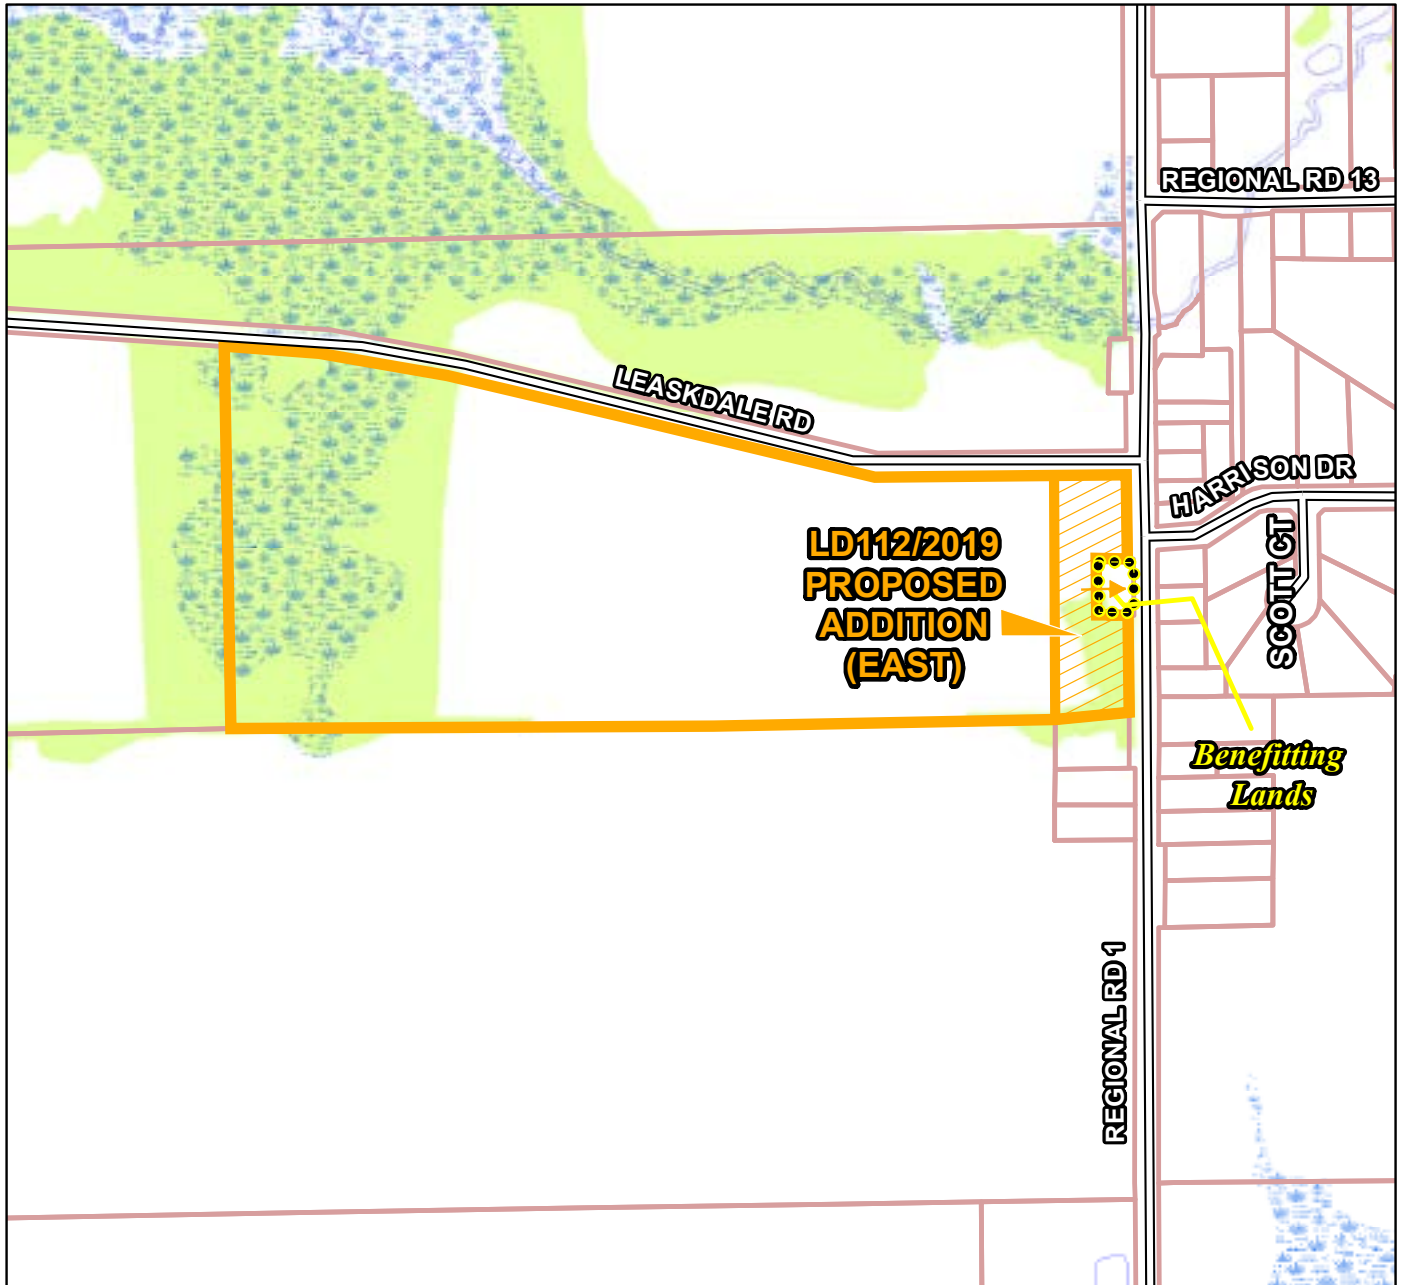 REGIONAL RD 13
LEASKDALE RD
HARRISON DR
SCOTT CT
LD112/2019
PROPOSED
ADDITION
(EAST)
Benefitting
Lands
REGIONAL RD 1